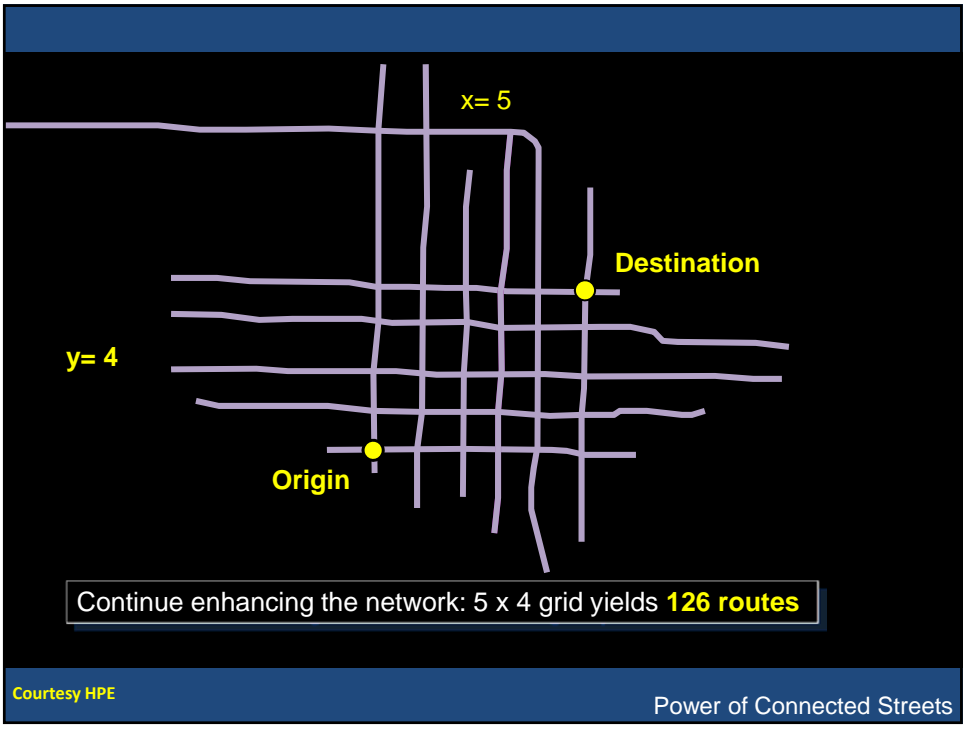 x= 5
Destination
y= 4
Origin
Continue enhancing the network: 5 x 4 grid yields 126 routes
Courtesy HPE
Power of Connected Streets